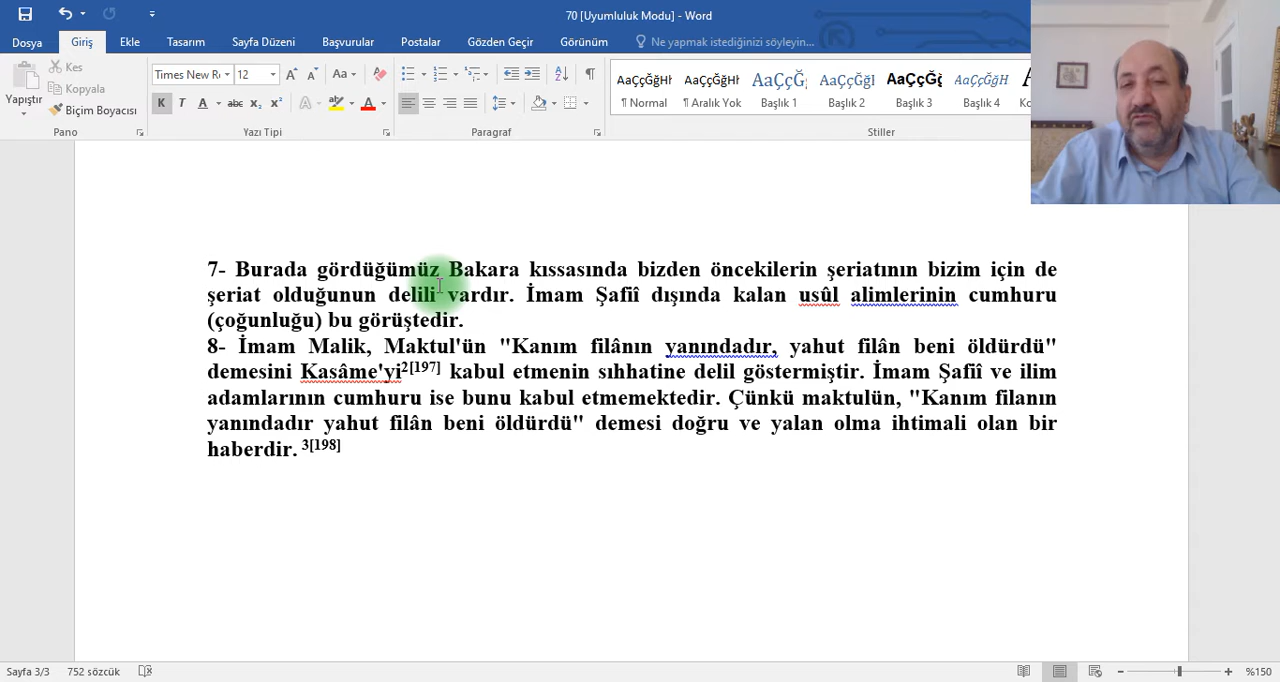 70 [Uyumluluk Modu] - Word
Dosya Giriş Ekle Tasarım Sayfa Düzeni Başvurular Postalar Gözden Geçir Görünüm Ne yapmak istediğinizi söyleyin...
Yapıştır
Kes
Kopyala
Biçim Boyacısı
Pano
Times New R 12 Aa
K T A abc x₂ x² A A
Yazı Tipi
Paragraf
AaÇçĞğHł AaÇçĞğHł AaÇçĞ AaÇçĞğI AaÇçĞğ AaÇçĞğH
¶ Normal ¶ Aralık Yok Başlık 1 Başlık 2 Başlık 3 Başlık 4
Stiller
7- Burada gördüğümüz Bakara kıssasında bizden öncekilerin şeriatının bizim için de
şeriat olduğunun delili vardır. İmam Şafiî dışında kalan usûl alimlerinin cumhuru
(çoğunluğu) bu görüştedir.
8- İmam Malik, Maktul'ün "Kanım filânın yanındadır, yahut filân beni öldürdü"
demesini Kasâme'yi2[197] kabul etmenin sıhhatine delil göstermiştir. İmam Şafiî ve ilim
adamlarının cumhuru ise bunu kabul etmemektedir. Çünkü maktulün, "Kanım filanın
yanındadır yahut filân beni öldürdü" demesi doğru ve yalan olma ihtimali olan bir
haberdir. 3[198]
Sayfa 3/3 752 sözcük %150